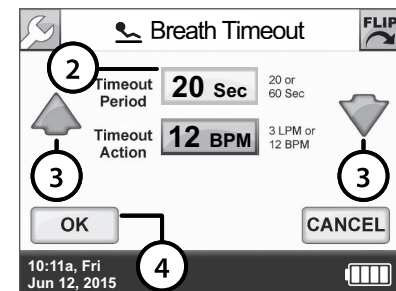 Breath Timeout
FLIP
2
Timeout
Period
20 Sec
20 or
60 Sec
Timeout
Action
12 BPM
3 LPM or
12 BPM
3
3
OK
CANCEL
4
10:11a, Fri
Jun 12, 2015